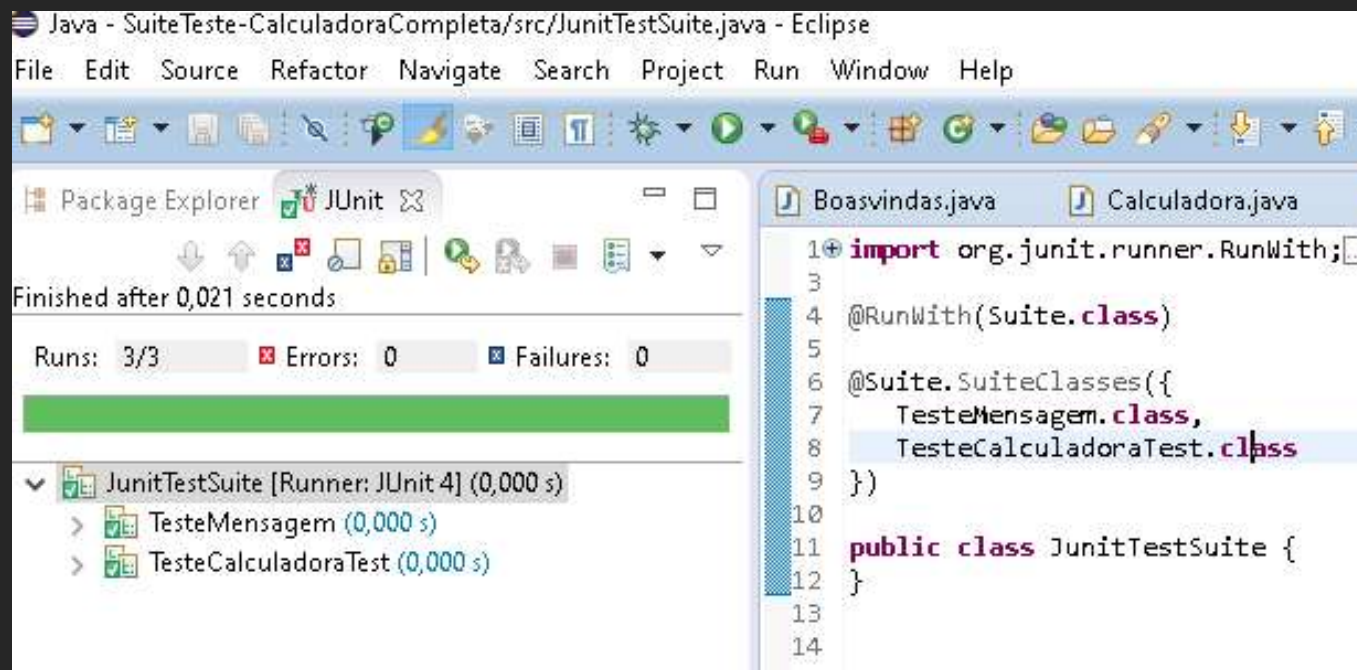 Java - SuiteTeste-CalculadoraCompleta/src/JunitTestSuite.java - Eclipse
File Edit Source Refactor Navigate Search Project Run Window Help
Package Explorer JUnit
Finished after 0,021 seconds
Runs: 3/3 Errors: 0 Failures: 0
JunitTestSuite [Runner: JUnit 4] (0,000 s)
TesteMensagem (0,000 s)
TesteCalculadoraTest (0,000 s)
Boasvindas.java Calculadora.java
1 import org.junit.runner.RunWith;
3
4 @RunWith(Suite.class)
5
6 @Suite.SuiteClasses({
7 TesteMensagem.class,
8 TesteCalculadoraTest.class
9 })
10
11 public class JunitTestSuite {
12 }
13
14